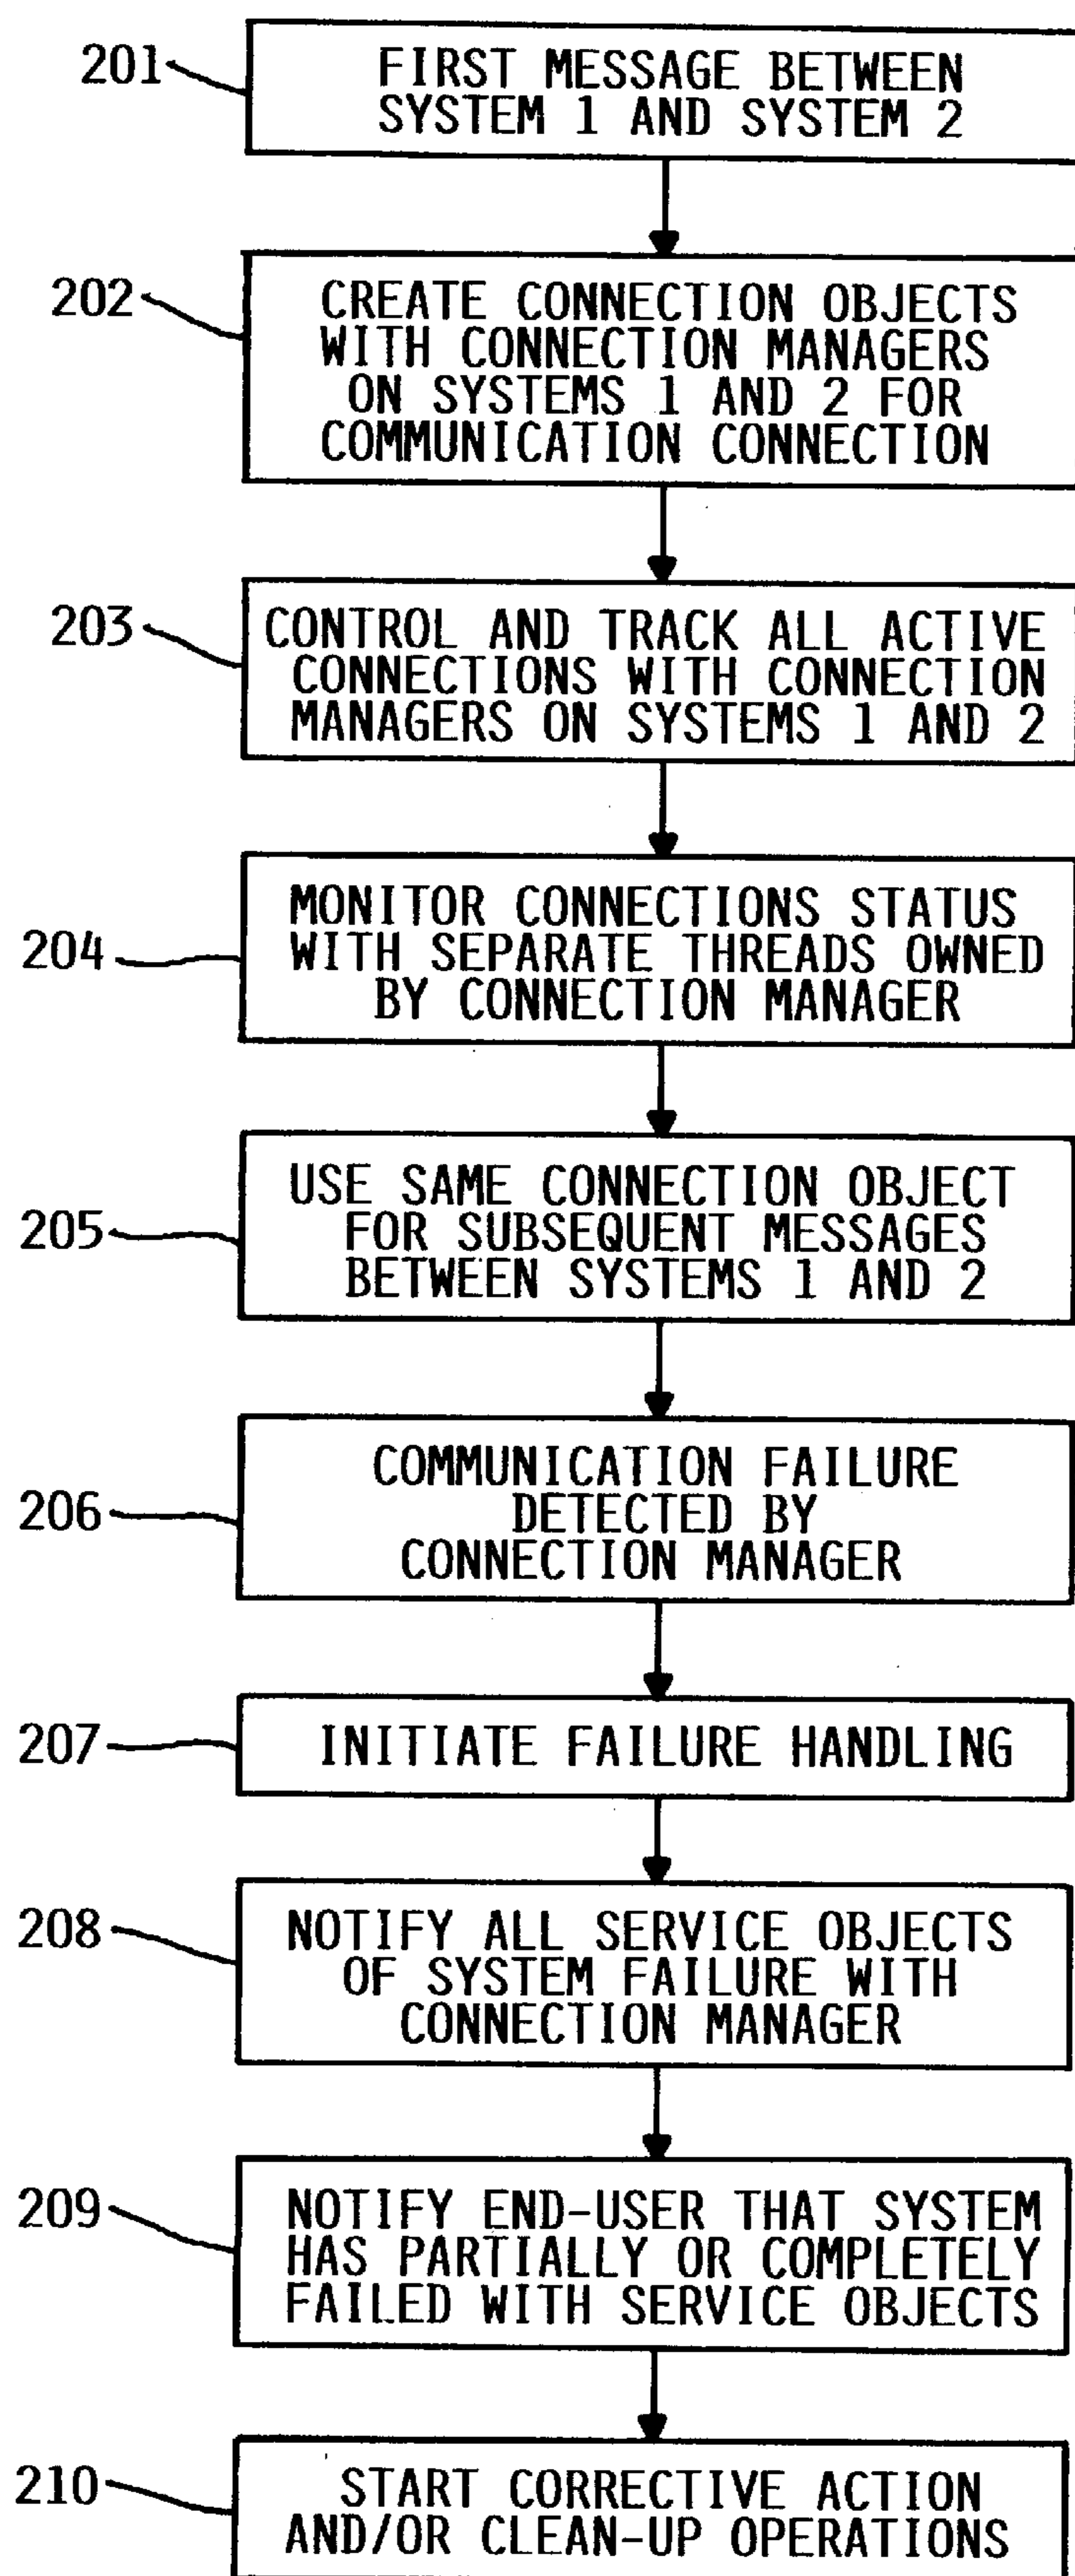 201
FIRST MESSAGE BETWEEN
SYSTEM 1 AND SYSTEM 2
202
CREATE CONNECTION OBJECTS
WITH CONNECTION MANAGERS
ON SYSTEMS 1 AND 2 FOR
COMMUNICATION CONNECTION
203
CONTROL AND TRACK ALL ACTIVE
CONNECTIONS WITH CONNECTION
MANAGERS ON SYSTEMS 1 AND 2
204
MONITOR CONNECTIONS STATUS
WITH SEPARATE THREADS OWNED
BY CONNECTION MANAGER
205
USE SAME CONNECTION OBJECT
FOR SUBSEQUENT MESSAGES
BETWEEN SYSTEMS 1 AND 2
206
COMMUNICATION FAILURE
DETECTED BY
CONNECTION MANAGER
207
INITIATE FAILURE HANDLING
208
NOTIFY ALL SERVICE OBJECTS
OF SYSTEM FAILURE WITH
CONNECTION MANAGER
209
NOTIFY END-USER THAT SYSTEM
HAS PARTIALLY OR COMPLETELY
FAILED WITH SERVICE OBJECTS
210
START CORRECTIVE ACTION
AND/OR CLEAN-UP OPERATIONS